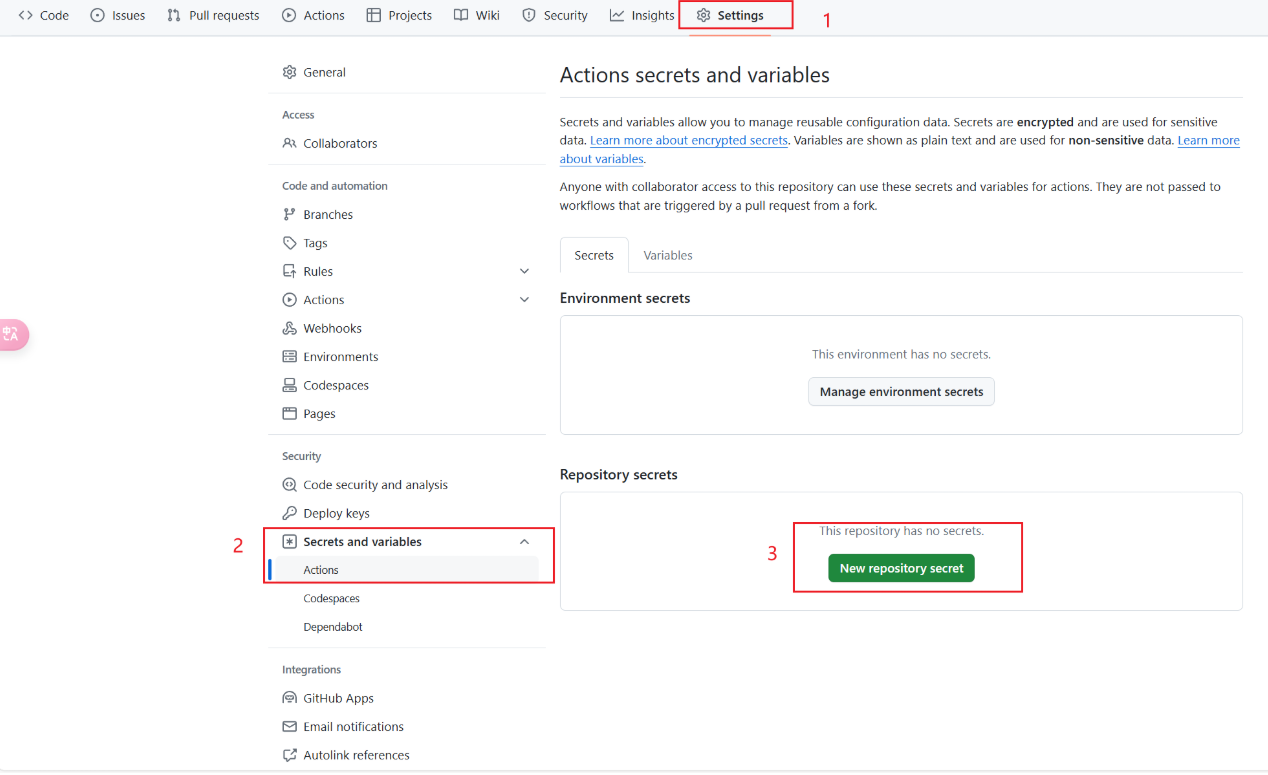 Code Issues Pull requests Actions Projects Wiki Security Insights Settings 1
General
Access
Collaborators
Code and automation
Branches
Tags
Rules
Actions
Webhooks
Environments
Codespaces
Pages
Security
Code security and analysis
Deploy keys
2 Secrets and variables
Actions
Codespaces
Dependabot
Integrations
GitHub Apps
Email notifications
Autolink references
Actions secrets and variables
Secrets and variables allow you to manage reusable configuration data. Secrets are encrypted and are used for sensitive
data. Learn more about encrypted secrets. Variables are shown as plain text and are used for non-sensitive data. Learn more
about variables.
Anyone with collaborator access to this repository can use these secrets and variables for actions. They are not passed to
workflows that are triggered by a pull request from a fork.
Secrets Variables
Environment secrets
This environment has no secrets.
Manage environment secrets
Repository secrets
This repository has no secrets.
3 New repository secret